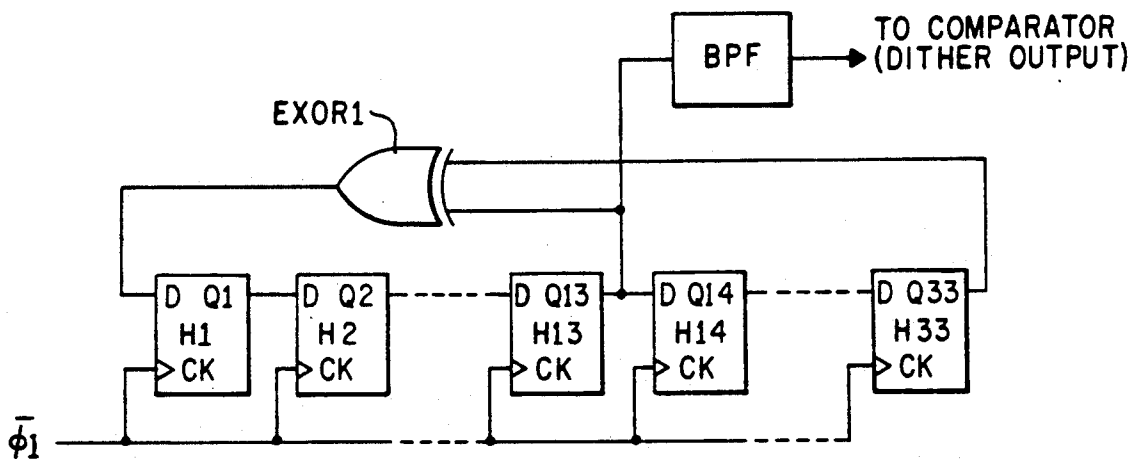 TO COMPARATOR
(DITHER OUTPUT)
BPF
EXOR1
D Q1
H1
CK
D Q2
H2
CK
D Q13
H13
CK
D Q14
H14
CK
D Q33
H33
CK
ϕ̄1